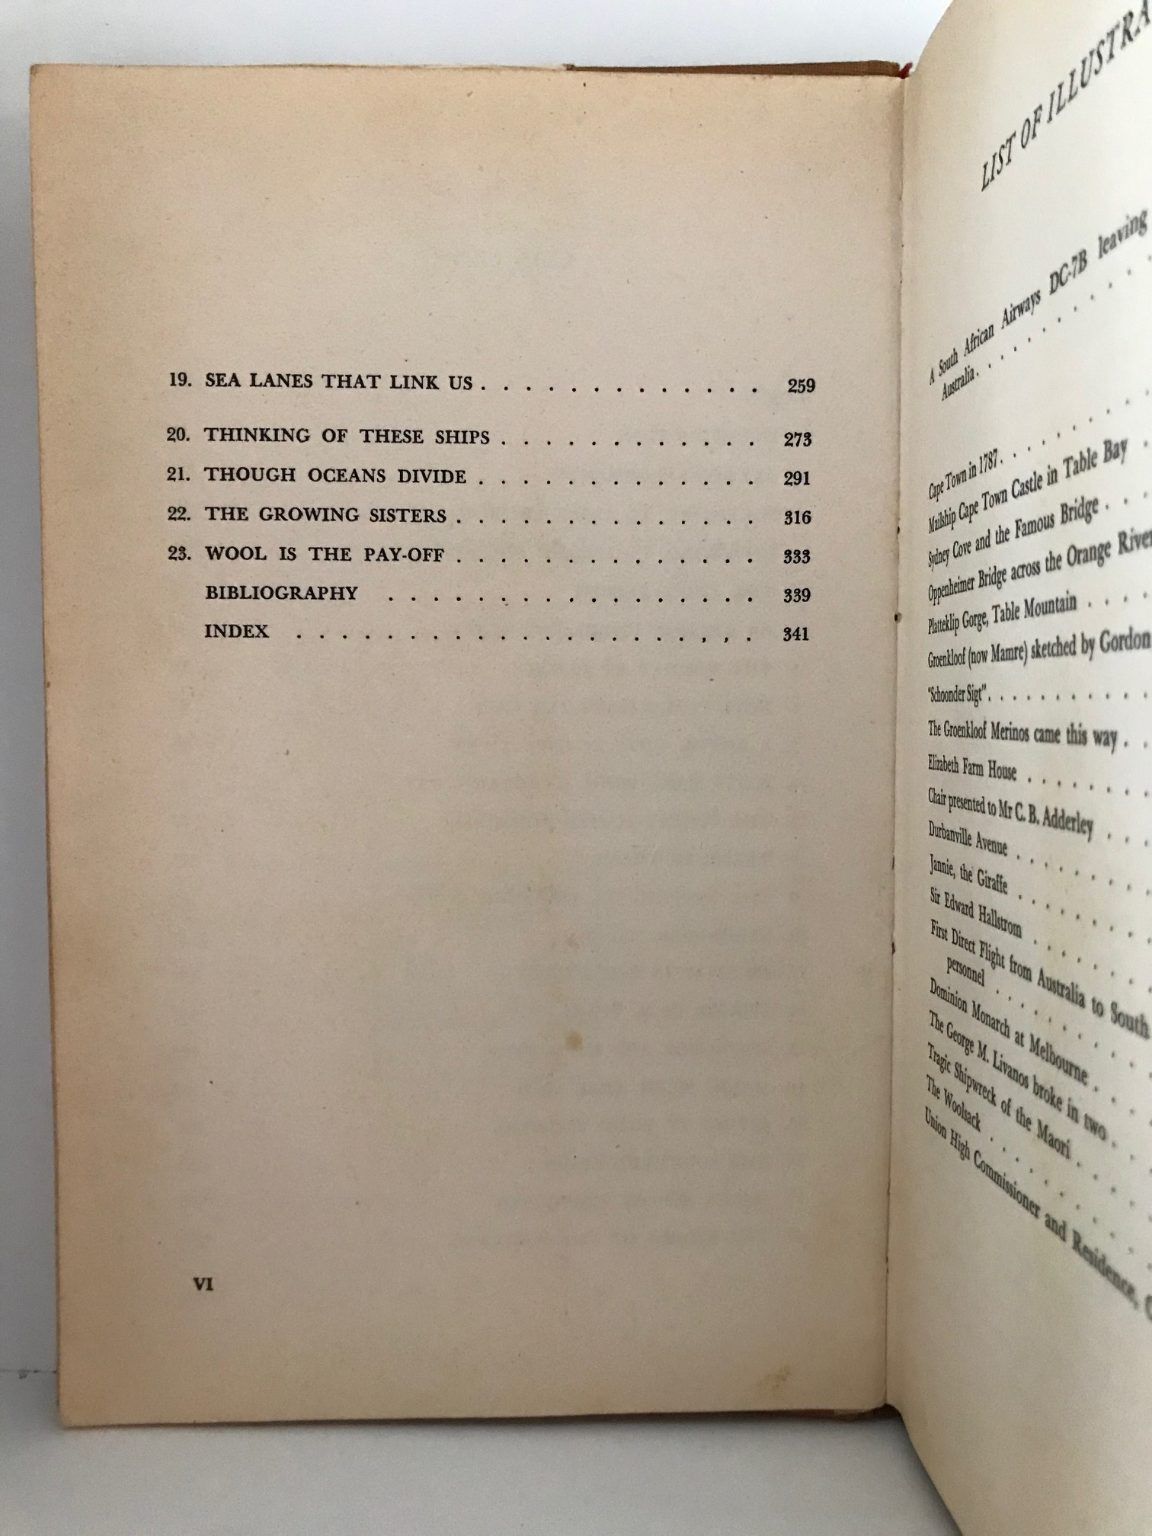 19. SEA LANES THAT LINK US . . . . . . . . . . . . . 259
20. THINKING OF THESE SHIPS . . . . . . . . . . . . 273
21. THOUGH OCEANS DIVIDE . . . . . . . . . . . . . 291
22. THE GROWING SISTERS . . . . . . . . . . . . . . 316
23. WOOL IS THE PAY-OFF . . . . . . . . . . . . . . 333
BIBLIOGRAPHY . . . . . . . . . . . . . . . . . 339
INDEX . . . . . . . . . . . . . . . . . . . . . 341
VI
LIST OF ILLUSTRA
A South African Airways DC-7B leaving
Australia . . . . . . . . . .
Cape Town in 1787 . . . . . . . .
Mailship Cape Town Castle in Table Bay .
Sydney Cove and the Famous Bridge . . .
Oppenheimer Bridge across the Orange River
Platteklip Gorge, Table Mountain . . . .
Groenkloof (now Mamre) sketched by Gordon
"Schoonder Sigt" . . . . . . . . .
The Groenkloof Merinos came this way . .
Elizabeth Farm House . . . . . . . .
Chair presented to Mr C. B. Adderley . . .
Durbanville Avenue . . . . . . . .
Jannie, the Giraffe . . . . . . . .
Sir Edward Hallstrom . . . . . . .
First Direct Flight from Australia to South
personnel . . . . . . . . .
Dominion Monarch at Melbourne . . . .
The George M. Livanos broke in two . . .
Tragic Shipwreck of the Maori . . . .
The Woolsack . . . . . . . . .
Union High Commissioner and Residence, C